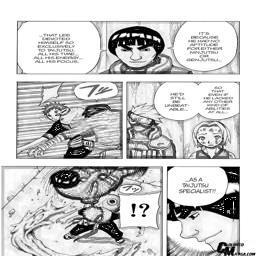 IT'S
BECAUSE
HE HAD NO
APTITUDE
FOR EITHER
NINJUTSU
OR
GENJUTSU...
...THAT LEE
DEVOTED
HIMSELF SO
EXCLUSIVELY
TO TAIJUTSU.
ALL HIS TIME...
ALL HIS ENERGY...
ALL HIS FOCUS.
SO
THAT
EVEN IF
HE LACKED
ANY OTHER
KIND OF
ABILITIES
AT ALL...
HE'D
STILL
BE
UNBEAT-
ABLE...
...AS A
TAIJUTSU
SPECIALIST!!
!?